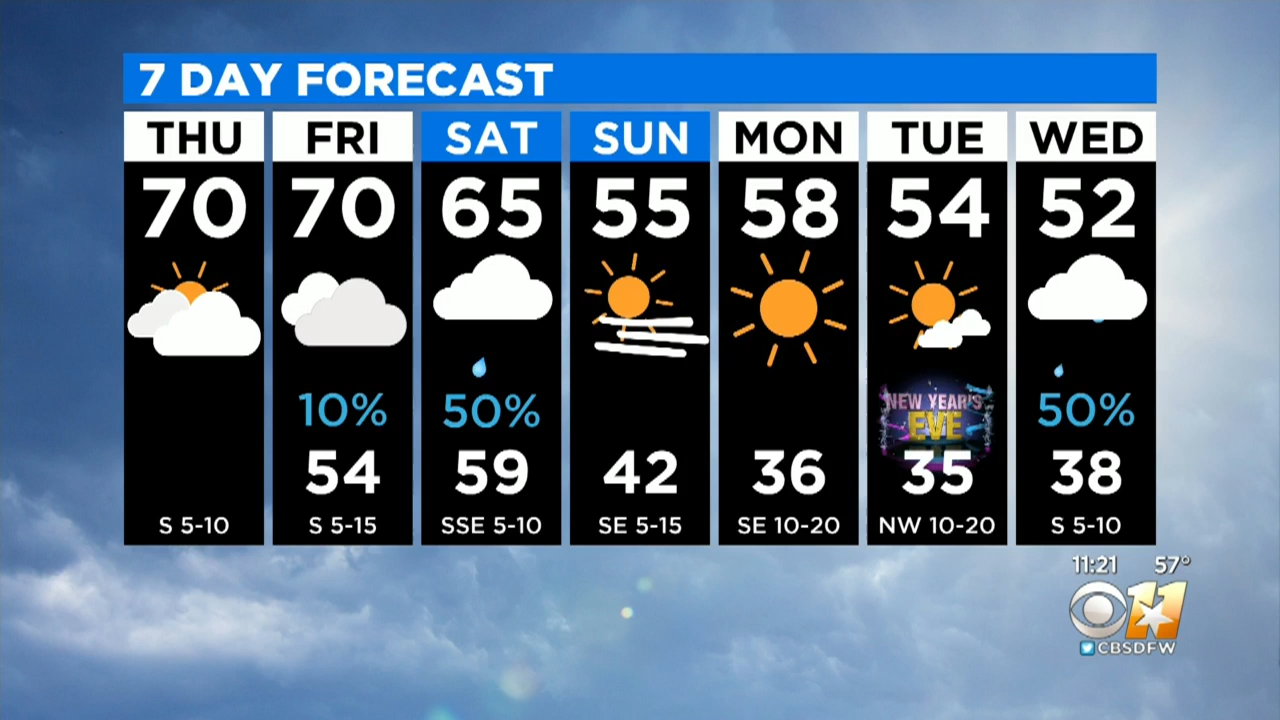 7 DAY FORECAST
THU FRI SAT SUN MON TUE WED
70 70 65 55 58 54 52
NEW YEAR'S
EVE
10% 50% 50%
54 59 42 36 35 38
S 5-10 S 5-15 SSE 5-10 SE 5-15 SE 10-20 NW 10-20 S 5-10
11:21 57°
11
CBSDFW